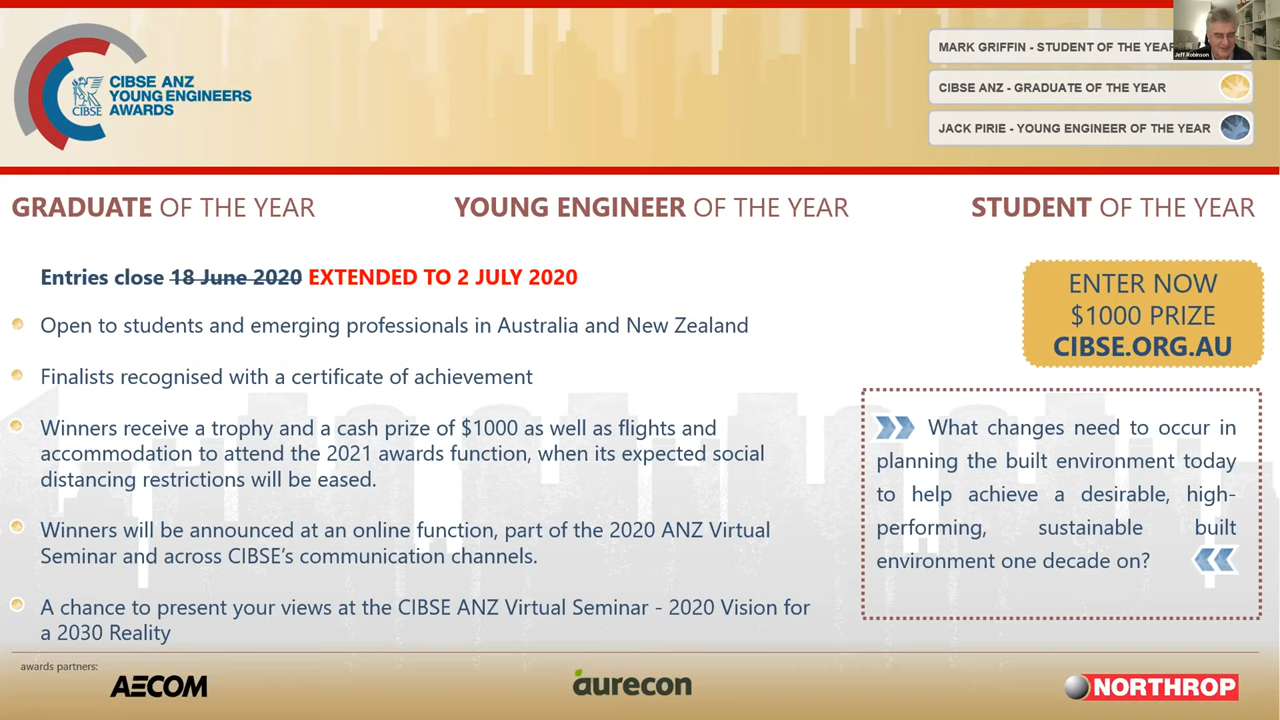 CIBSE ANZ
YOUNG ENGINEERS
AWARDS
CIBSE
MARK GRIFFIN - STUDENT OF THE YEAR
Jeff Robinson
CIBSE ANZ - GRADUATE OF THE YEAR
JACK PIRIE - YOUNG ENGINEER OF THE YEAR
GRADUATE OF THE YEAR
YOUNG ENGINEER OF THE YEAR
STUDENT OF THE YEAR
Entries close 18 June 2020 EXTENDED TO 2 JULY 2020
Open to students and emerging professionals in Australia and New Zealand
Finalists recognised with a certificate of achievement
Winners receive a trophy and a cash prize of $1000 as well as flights and
accommodation to attend the 2021 awards function, when its expected social
distancing restrictions will be eased.
Winners will be announced at an online function, part of the 2020 ANZ Virtual
Seminar and across CIBSE’s communication channels.
A chance to present your views at the CIBSE ANZ Virtual Seminar - 2020 Vision for
a 2030 Reality
ENTER NOW
$1000 PRIZE
CIBSE.ORG.AU
What changes need to occur in
planning the built environment today
to help achieve a desirable, high-
performing, sustainable built
environment one decade on?
awards partners:
AECOM
aurecon
NORTHROP